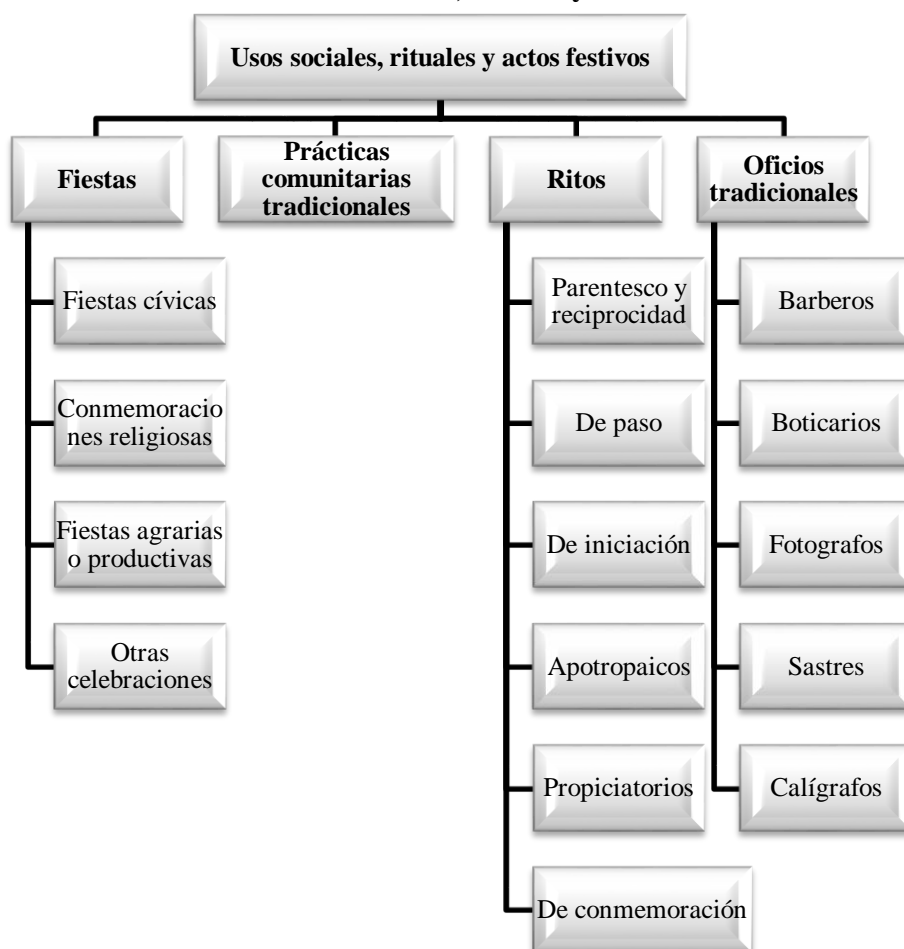 Usos sociales, rituales y actos festivos
Fiestas
Prácticas
comunitarias
tradicionales
Ritos
Oficios
tradicionales
Fiestas cívicas
Conmemoracio
nes religiosas
Fiestas agrarias
o productivas
Otras
celebraciones
Parentesco y
reciprocidad
De paso
De iniciación
Apotropaicos
Propiciatorios
De conmemoración
Barberos
Boticarios
Fotografos
Sastres
Calígrafos